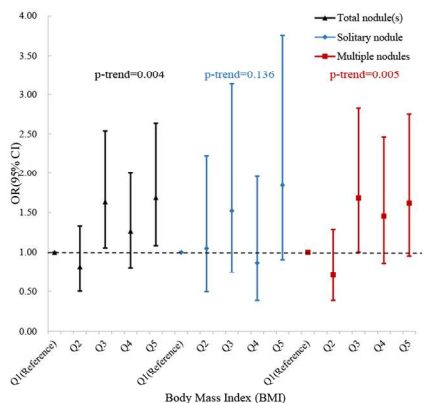 Total nodule(s)
Solitary nodule
Multiple nodules
p-trend=0.004
p-trend=0.136
p-trend=0.005
OR(95% CI)
4.00
3.50
3.00
2.50
2.00
1.50
1.00
0.50
0.00
Q1(Reference)
Q2
Q3
Q4
Q5
Q1(Reference)
Q2
Q3
Q4
Q5
Q1(Reference)
Q2
Q3
Q4
Q5
Body Mass Index (BMI)